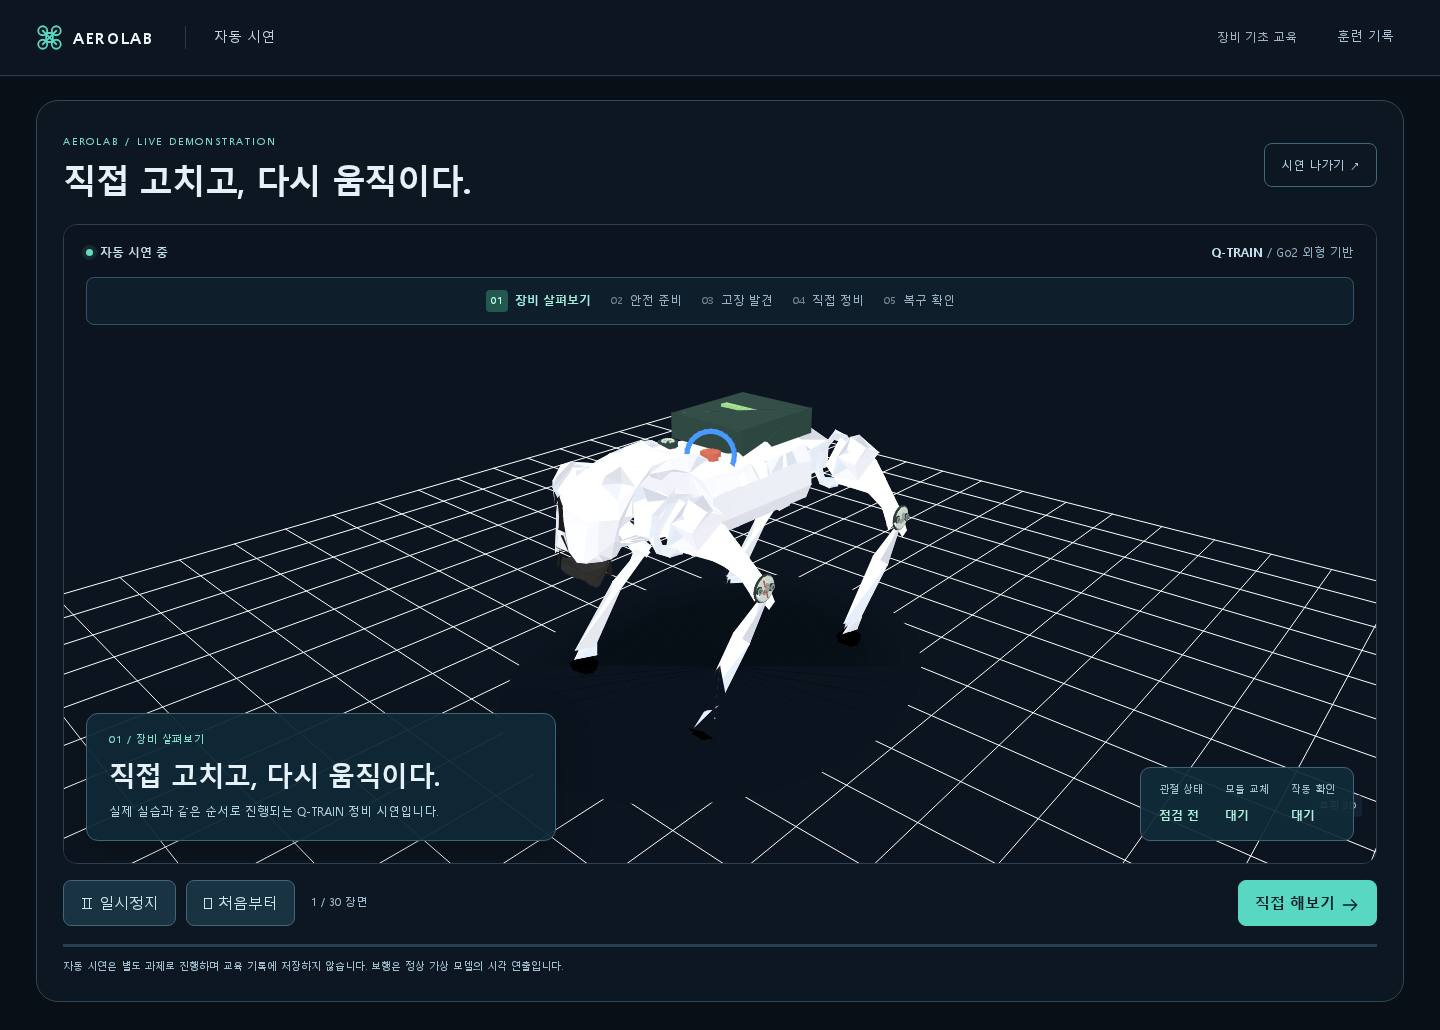 AEROLAB
자동 시연
장비 기초 교육
훈련 기록
AEROLAB / LIVE DEMONSTRATION
직접 고치고, 다시 움직이다.
시연 나가기 ↗
자동 시연 중
Q-TRAIN / Go2 외형 기반
01 장비 살펴보기 02 안전 준비 03 고장 발견 04 직접 정비 05 복구 확인
01 / 장비 살펴보기
직접 고치고, 다시 움직이다.
실제 실습과 같은 순서로 진행되는 Q-TRAIN 정비 시연입니다.
관절 상태 모듈 교체 작동 확인
점검 전 대기 대기
일시정지
처음부터
1 / 30 장면
직접 해보기 →
자동 시연은 별도 과제로 진행하며 교육 기록에 저장하지 않습니다. 보행은 정상 가상 모델의 시각 연출입니다.